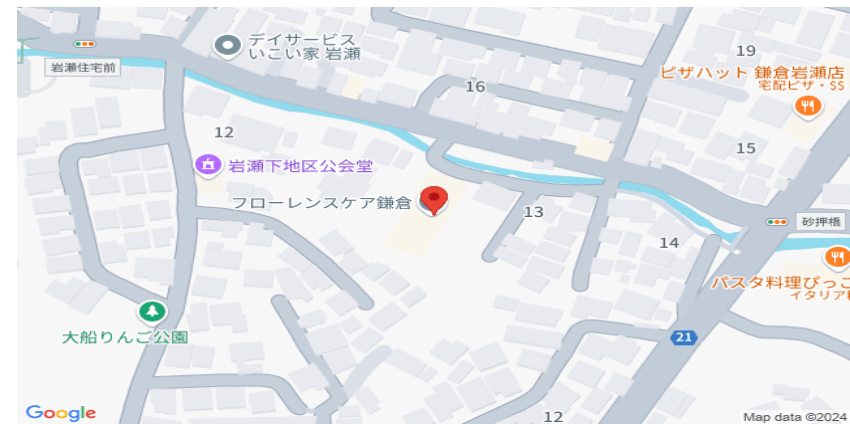 岩瀬住宅前
デイサービス
いこい家 岩瀬
16
19
ピザハット 鎌倉岩瀬店
宅配ピザ・SS
12
岩瀬下地区公会堂
15
フローレンスケア鎌倉
13
14
砂押橋
パスタ料理ぴっこ
イタリア
大船りんご公園
21
12
Google
Map data ©2024